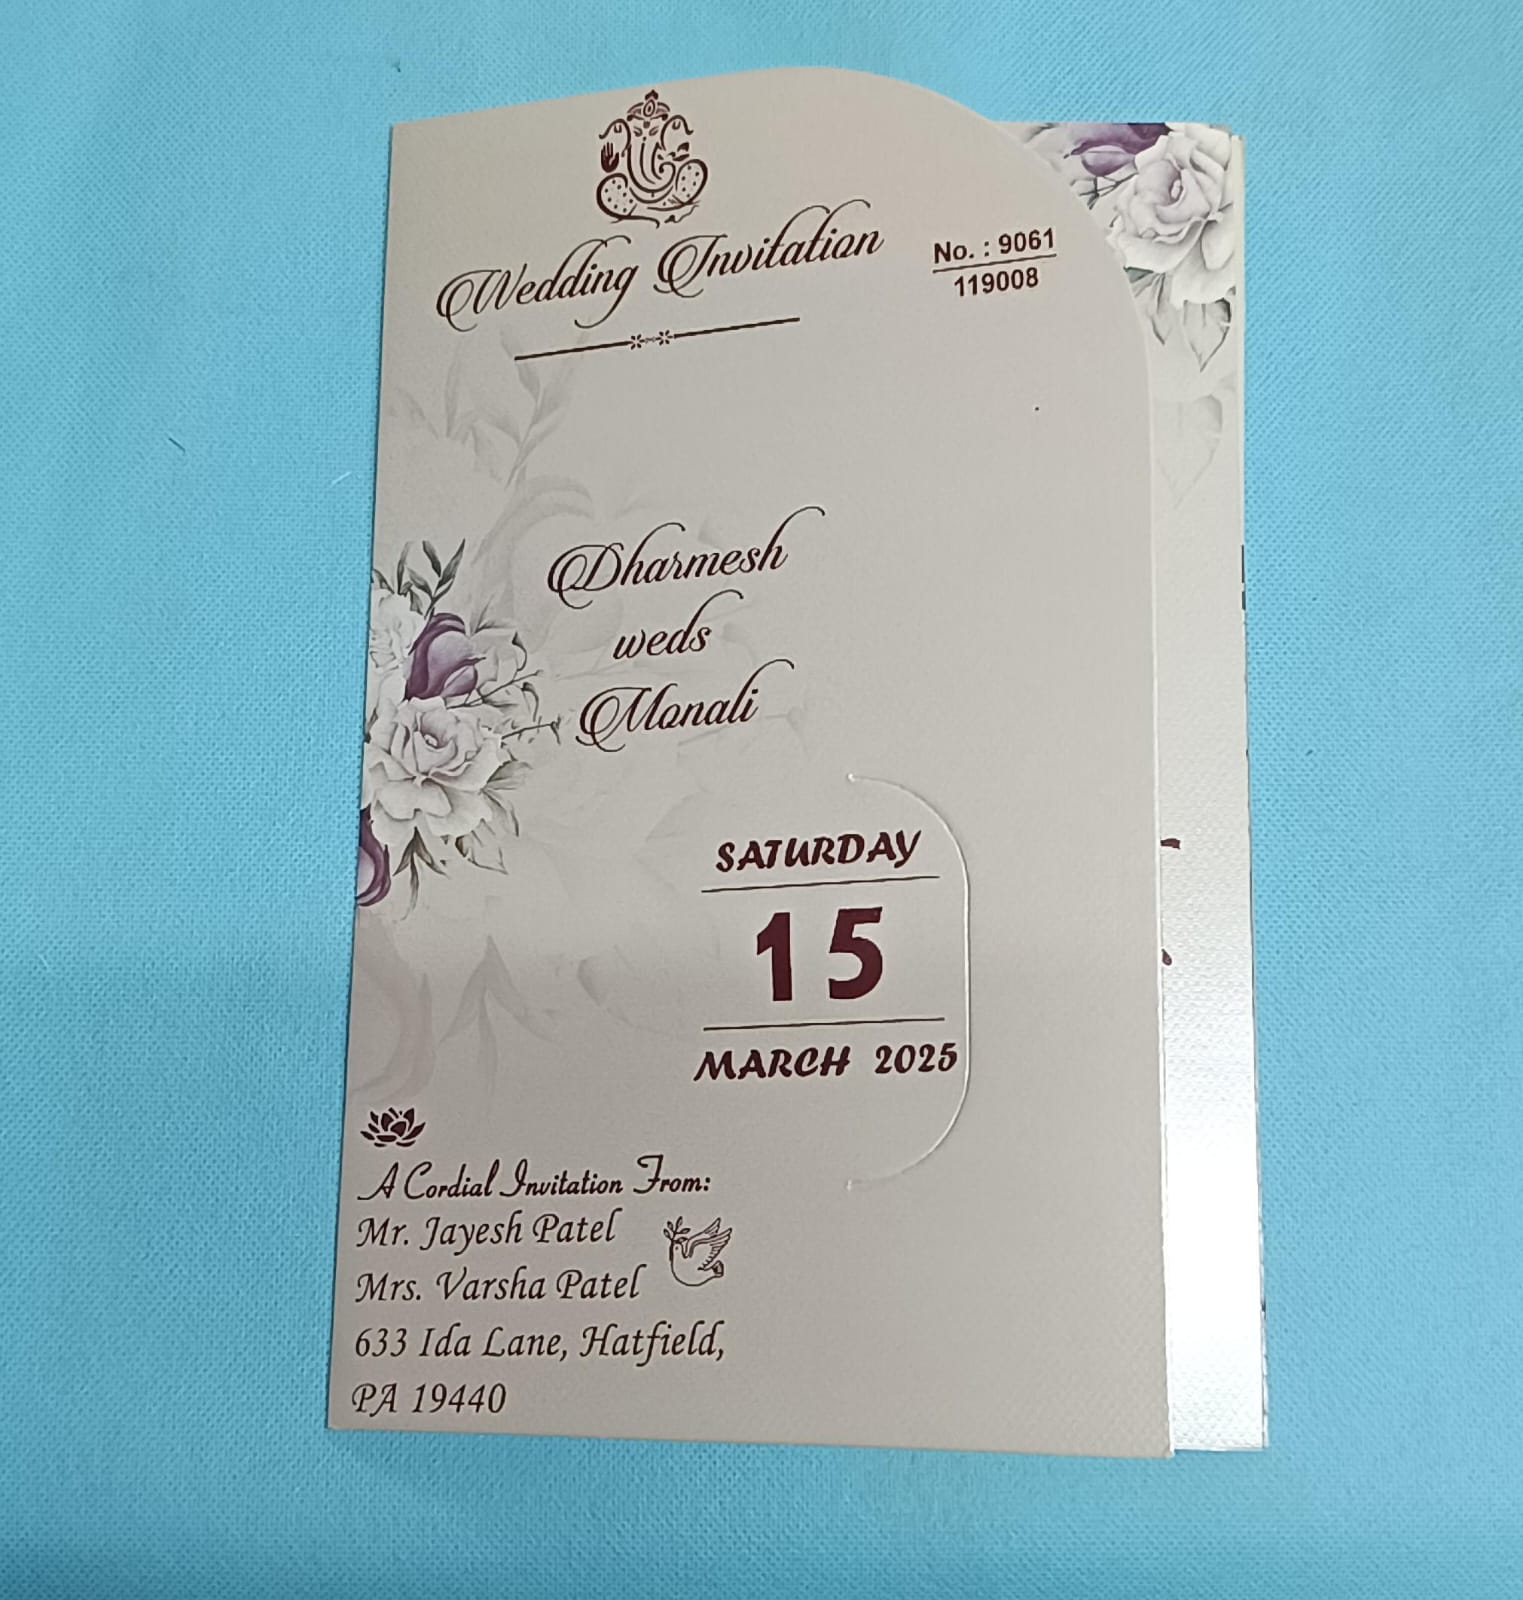 Wedding Invitation
No. : 9061
119008
Dharmesh
weds
Monali
SATURDAY
15
MARCH 2025
A Cordial Invitation From:
Mr. Jayesh Patel
Mrs. Varsha Patel
633 Ida Lane, Hatfield,
PA 19440